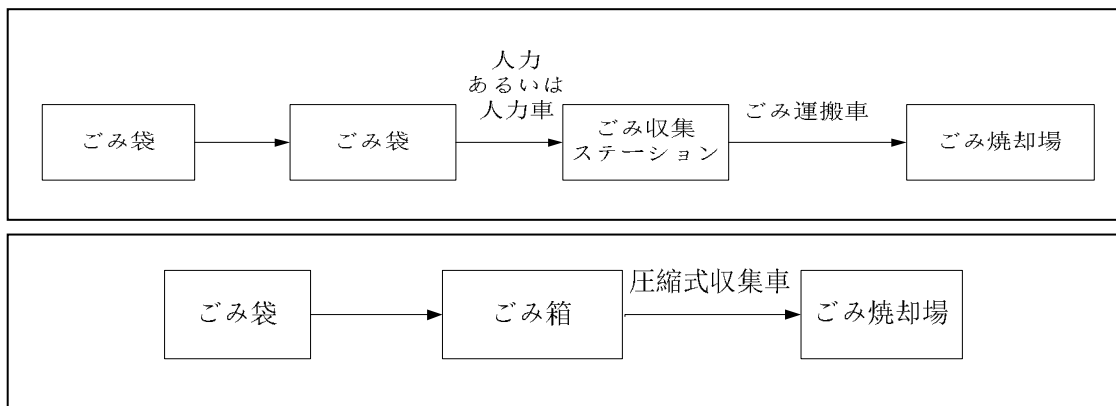 人力
あるいは
人力車
ごみ袋
ごみ袋
ごみ収集
ステーション
ごみ運搬車
ごみ焼却場
ごみ袋
ごみ箱
圧縮式収集車
ごみ焼却場